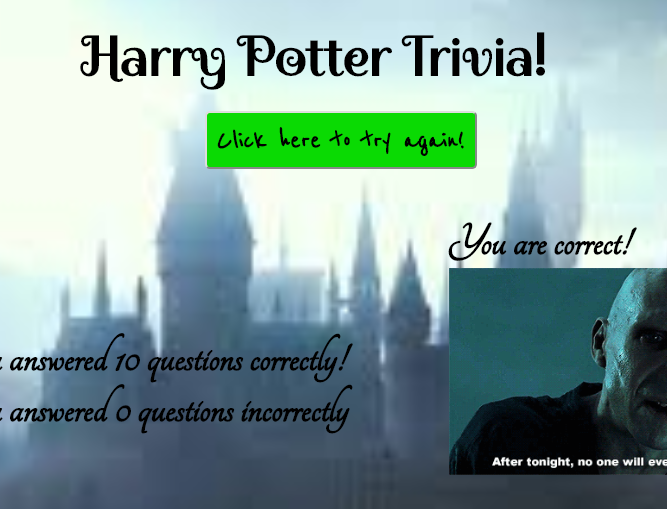 Harry Potter Trivia!
Click here to try again!
You are correct!
answered 10 questions correctly!
answered 0 questions incorrectly
After tonight, no one will eve